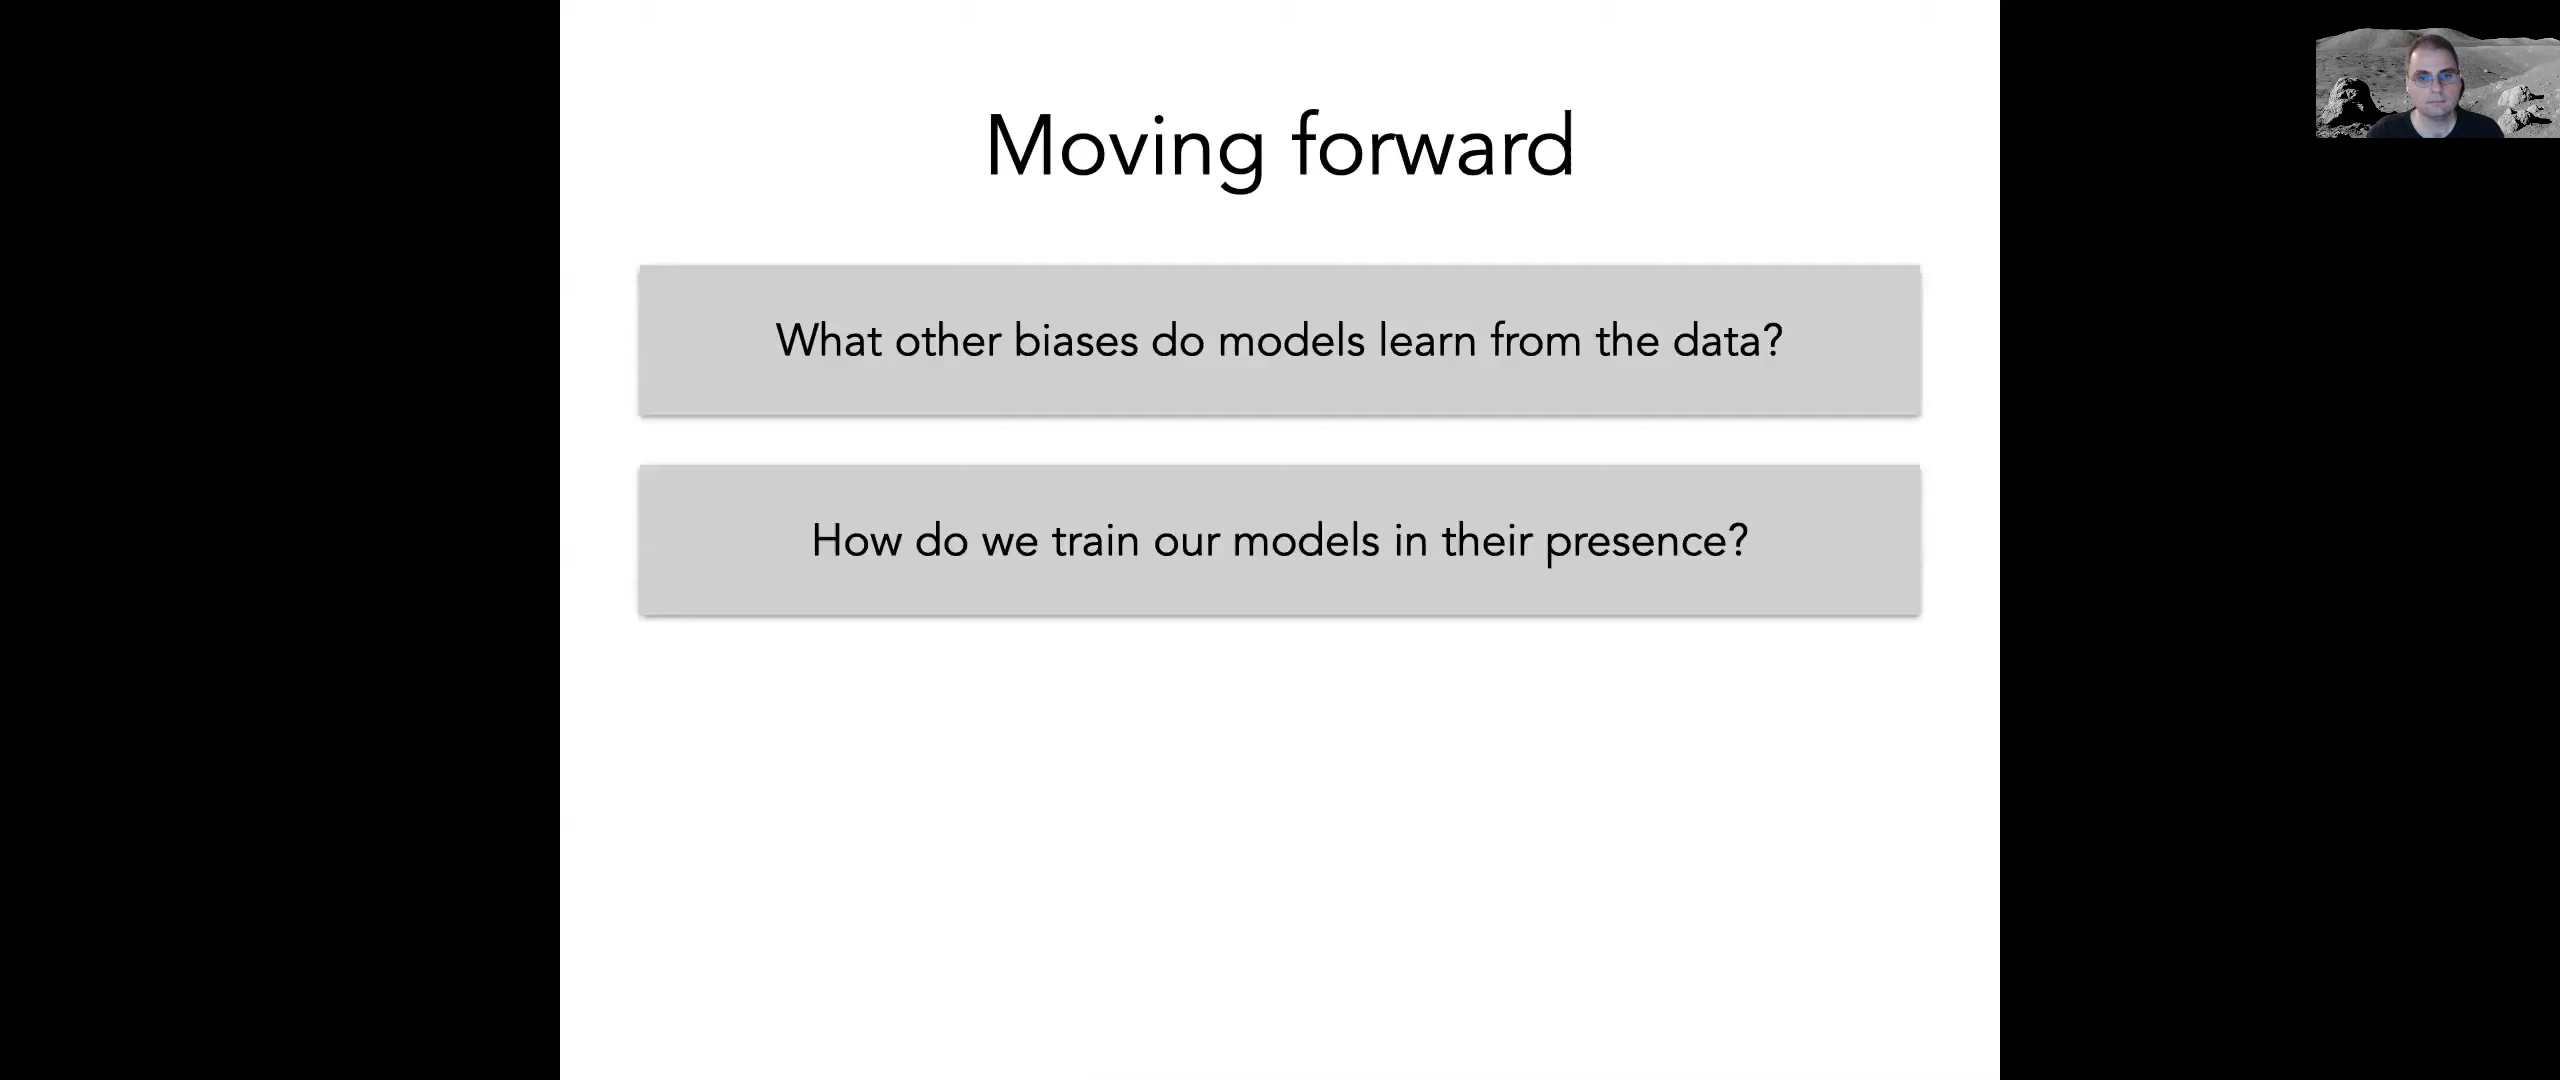 Moving forward
What other biases do models learn from the data?
How do we train our models in their presence?